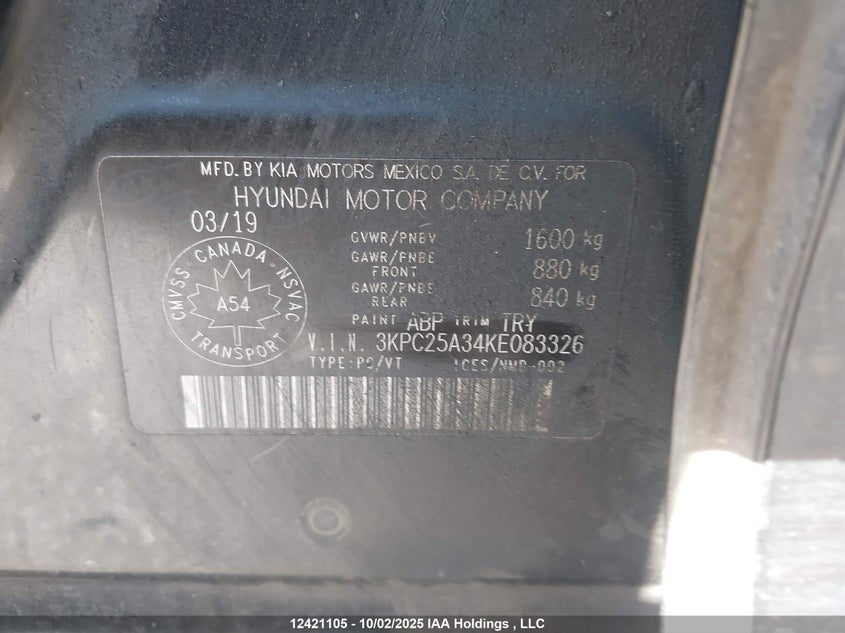 MFD. BY KIA MOTORS MEXICO S.A. DE C.V. FOR
HYUNDAI MOTOR COMPANY
03/19
GVWR/PNBV 1600 kg
GAWR/PNBE FRONT 880 kg
GAWR/PNBE REAR 840 kg
CMVSS · CANADA · NSVAC
A54
TRANSPORT
PAINT ABP TRIM TRY
V.I.N. 3KPC25A34KE083326
TYPE:PC/VT ICES/NMB-002
12421105 - 10/02/2025 IAA Holdings , LLC